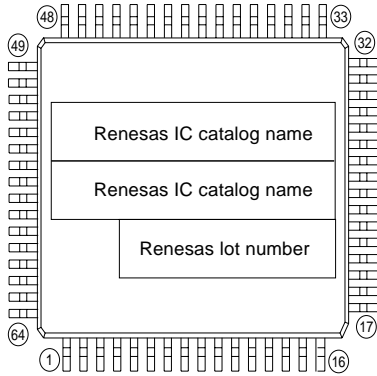 48 33
49 32
Renesas IC catalog name
Renesas IC catalog name
Renesas lot number
64 17
1 16